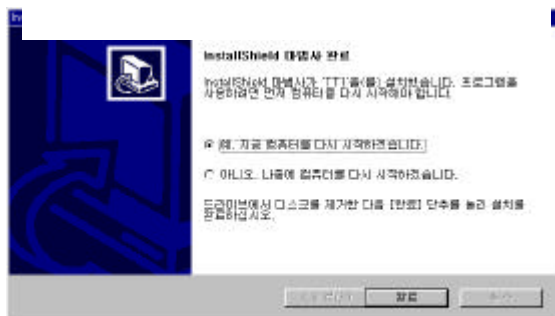 InstallShield 마법사 완료
InstallShield 마법사가 'TT1'을(를) 설치했습니다. 프로그램을
사용하려면 먼저 컴퓨터를 다시 시작해야 합니다.
예, 지금 컴퓨터를 다시 시작하겠습니다.
아니오, 나중에 컴퓨터를 다시 시작하겠습니다.
드라이브에서 디스크를 제거한 다음 [완료] 단추를 눌러 설치를
완료하십시오.
완료